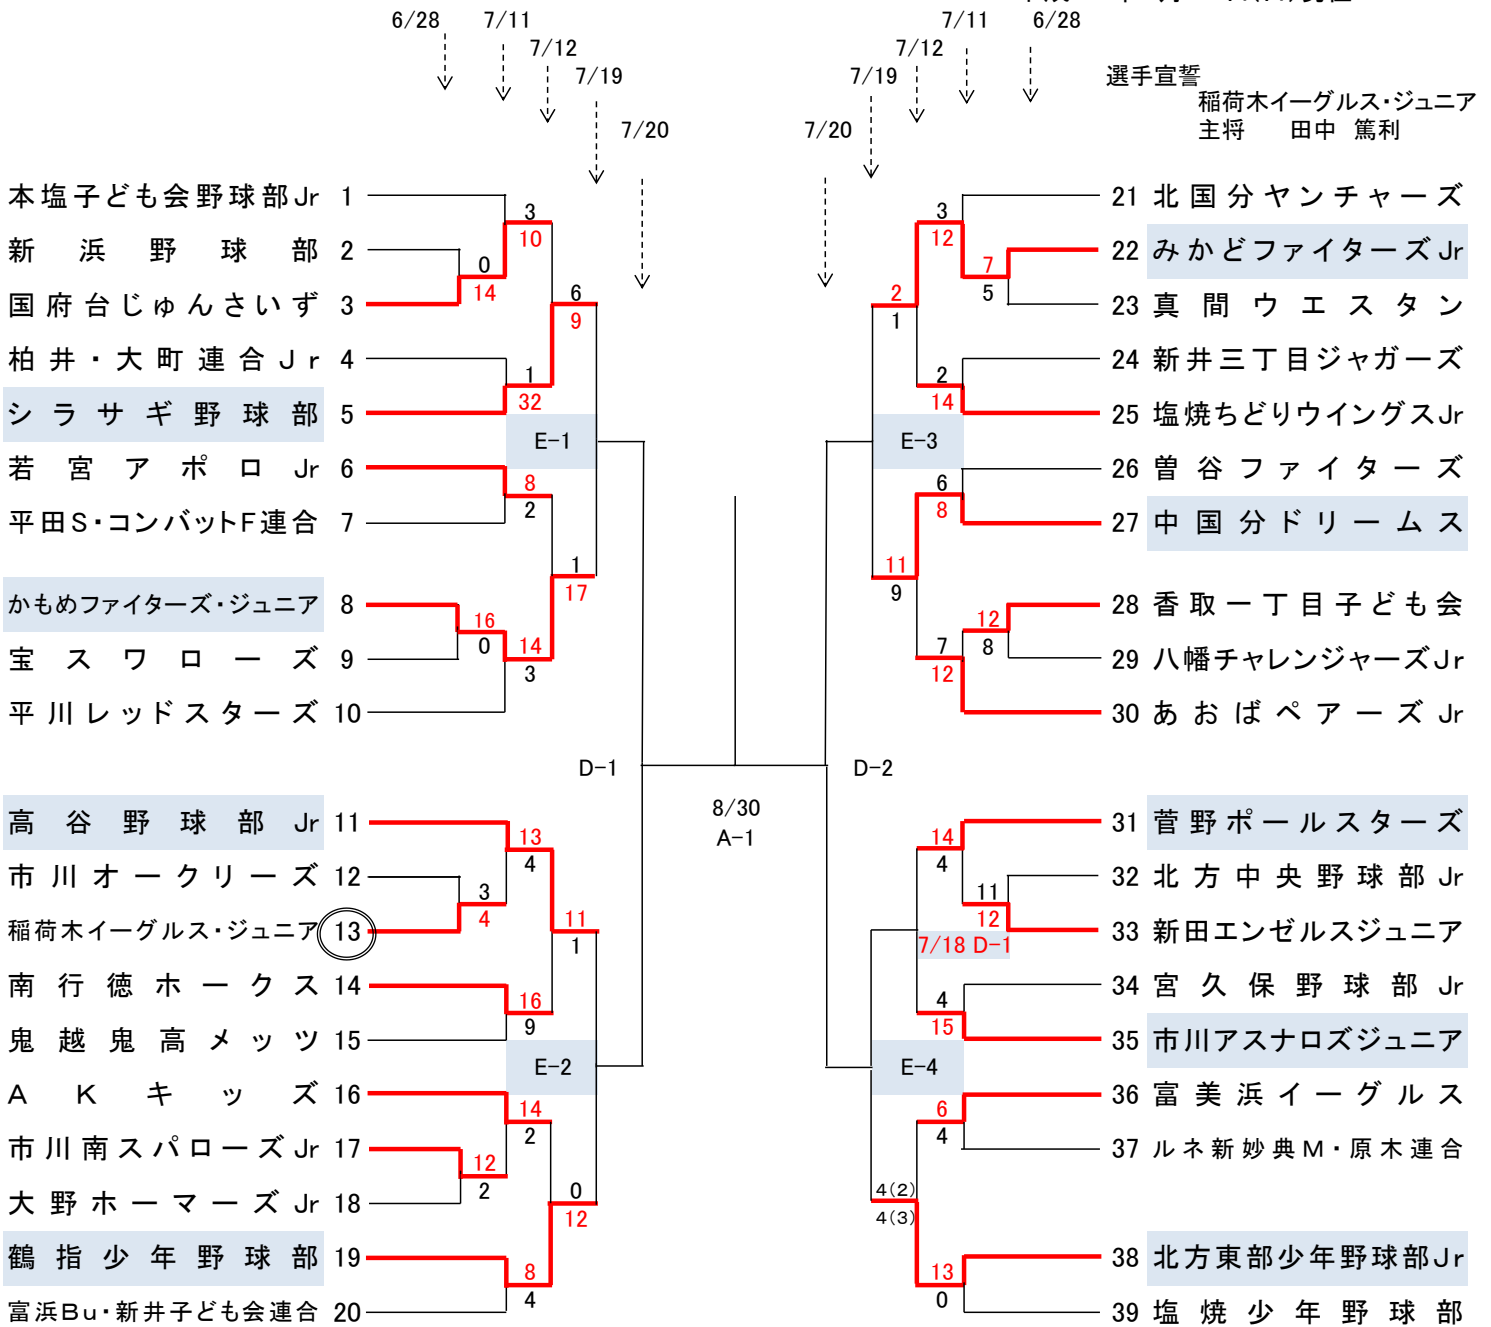 6/28 7/11 7/12 7/19 7/20
7/20 7/19 7/12 7/11 6/28
選手宣誓
稲荷木イーグルス・ジュニア
主将 田中 篤利
本塩子ども会野球部Jr 1
新浜野球部 2
国府台じゅんさいず 3
柏井・大町連合Jr 4
シラサギ野球部 5
若宮アポロJr 6
平田S・コンバットF連合 7
かもめファイターズ・ジュニア 8
宝スワローズ 9
平川レッドスターズ 10
高谷野球部Jr 11
市川オークリーズ 12
稲荷木イーグルス・ジュニア 13
南行徳ホークス 14
鬼越鬼高メッツ 15
AKキッズ 16
市川南スパローズJr 17
大野ホーマーズJr 18
鶴指少年野球部 19
富浜Bu・新井子ども会連合 20
0
14
3
10
1
32
6
9
E-1
8
2
16
0
14
3
1
17
D-1
13
4
3
4
11
1
16
9
E-2
14
2
12
2
0
12
8
4
8/30
A-1
D-2
3
12
7
5
2
1
2
14
E-3
6
8
11
9
12
8
7
12
14
4
11
12
7/18 D-1
4
15
E-4
6
4
4(2)
4(3)
13
0
21 北国分ヤンチャーズ
22 みかどファイターズJr
23 真間ウエスタン
24 新井三丁目ジャガーズ
25 塩焼ちどりウイングスJr
26 曽谷ファイターズ
27 中国分ドリームス
28 香取一丁目子ども会
29 八幡チャレンジャーズJr
30 あおばベアーズJr
31 菅野ポールスターズ
32 北方中央野球部Jr
33 新田エンゼルスジュニア
34 宮久保野球部Jr
35 市川アスナロズジュニア
36 富美浜イーグルス
37 ルネ新妙典M・原木連合
38 北方東部少年野球部Jr
39 塩焼少年野球部